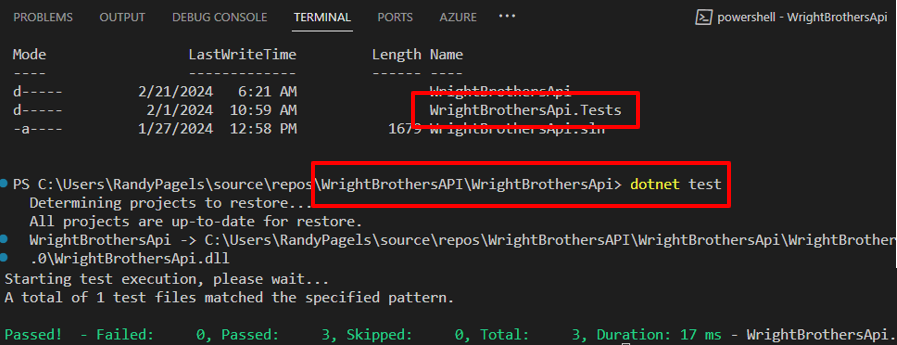 PROBLEMS OUTPUT DEBUG CONSOLE TERMINAL PORTS AZURE ... powershell - WrightBrothersApi
Mode LastWriteTime Length Name
---- ------------- ------ ----
d----- 2/21/2024 6:21 AM WrightBrothersApi
d----- 2/1/2024 10:59 AM WrightBrothersApi.Tests
-a---- 1/27/2024 12:58 PM 1679 WrightBrothersApi.sln
PS C:\Users\RandyPagels\source\repos\WrightBrothersAPI\WrightBrothersApi> dotnet test
Determining projects to restore...
All projects are up-to-date for restore.
WrightBrothersApi -> C:\Users\RandyPagels\source\repos\WrightBrothersAPI\WrightBrothersApi\WrightBrother
.0\WrightBrothersApi.dll
Starting test execution, please wait...
A total of 1 test files matched the specified pattern.
Passed! - Failed: 0, Passed: 3, Skipped: 0, Total: 3, Duration: 17 ms - WrightBrothersApi.